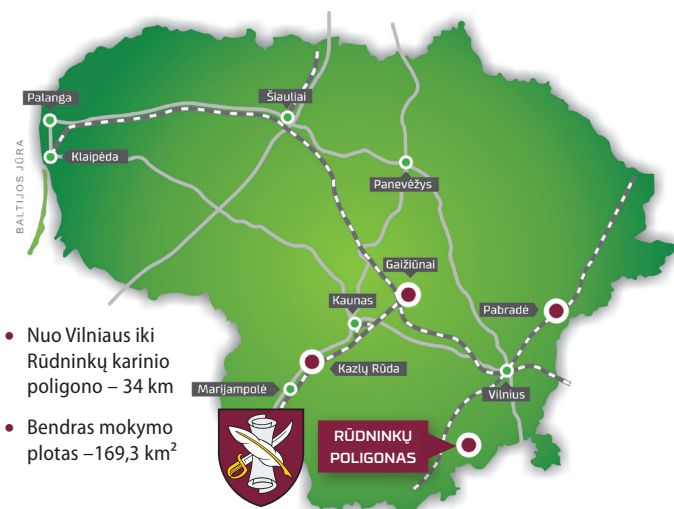 Palanga
Šiauliai
Klaipėda
BALTIJOS JŪRA
Panevėžys
Gaižiūnai
Kaunas
Pabradė
• Nuo Vilniaus iki
Rūdninkų karinio
poligono – 34 km
Kazlų Rūda
Marijampolė
Vilnius
• Bendras mokymo
plotas –169,3 km²
RŪDNINKŲ
POLIGONAS